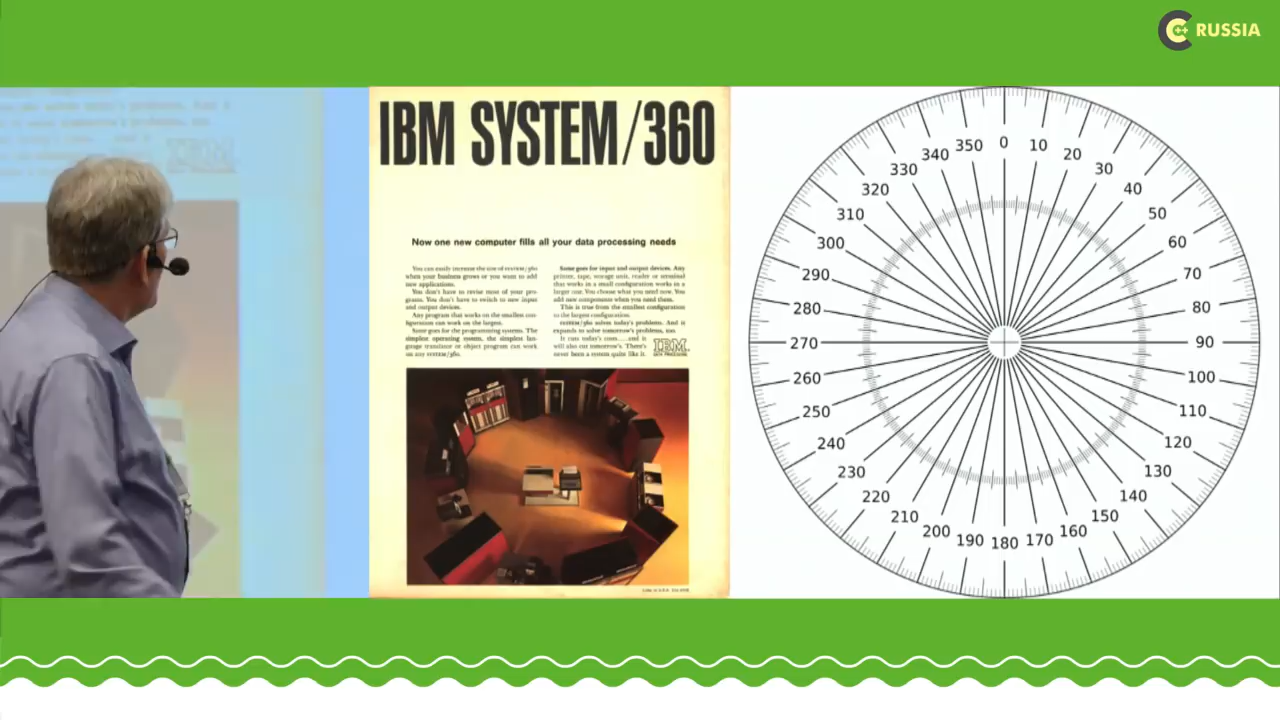 C++ RUSSIA
IBM SYSTEM/360
Now one new computer fills all your data processing needs
You can easily increase the size of SYSTEM/360
when your business grows or you want to add
new applications.
You don't have to revise most of your pro-
grams. You don't have to switch to new input
and output devices.
Any program that works on the smallest con-
figuration can work on the largest.
Same goes for the programming systems. The
simplest operating system, the simplest lan-
guage translator or object program can work
on any SYSTEM/360.
Same goes for input and output devices. Any
printer, tape, storage unit, reader or terminal
that works in a small configuration works in a
larger one. You choose what you need now. You
add new components when you need them.
This is true from the smallest configuration
to the largest configuration.
SYSTEM/360 solves today's problems. And it
expands to solve tomorrow's problems, too.
It runs today's costs.....and it
will also cut tomorrow's. There's
never been a system quite like it.
IBM
DATA PROCESSING
0
10
20
30
40
50
60
70
80
90
100
110
120
130
140
150
160
170
180
190
200
210
220
230
240
250
260
270
280
290
300
310
320
330
340
350